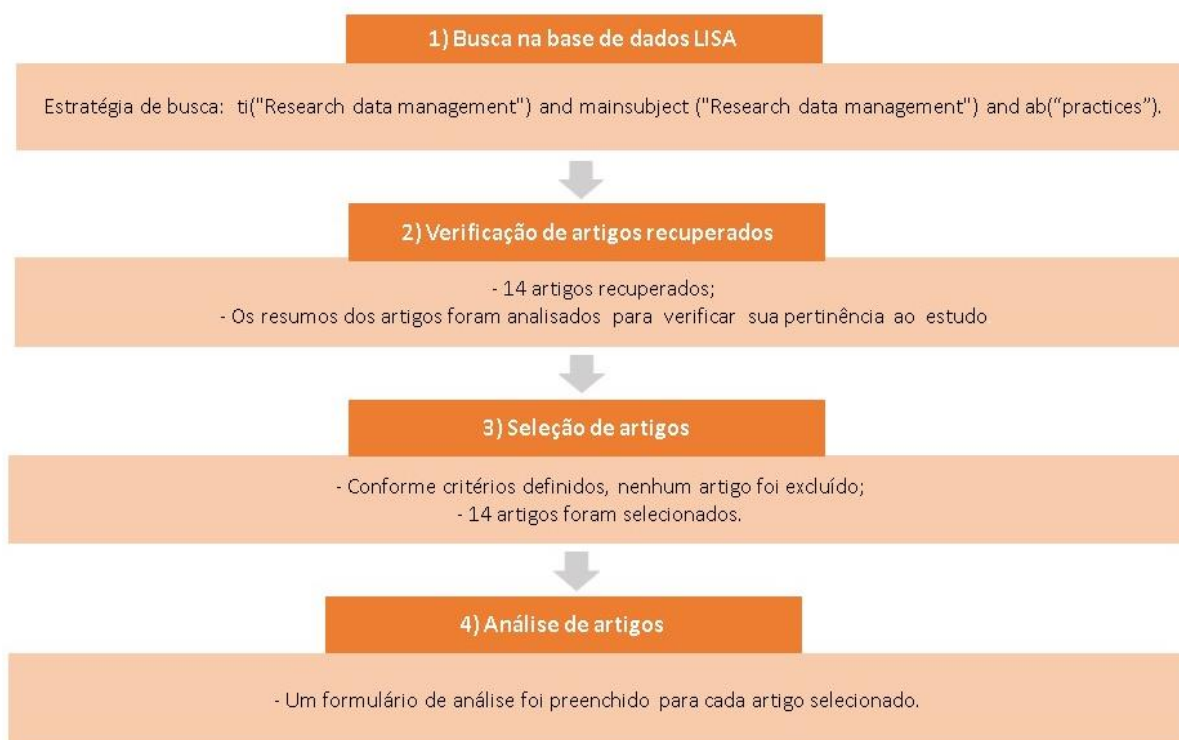 1) Busca na base de dados LISA
Estratégia de busca: ti("Research data management") and mainsubject ("Research data management") and ab(“practices”).
2) Verificação de artigos recuperados
- 14 artigos recuperados;
- Os resumos dos artigos foram analisados para verificar sua pertinência ao estudo
3) Seleção de artigos
- Conforme critérios definidos, nenhum artigo foi excluído;
- 14 artigos foram selecionados.
4) Análise de artigos
- Um formulário de análise foi preenchido para cada artigo selecionado.